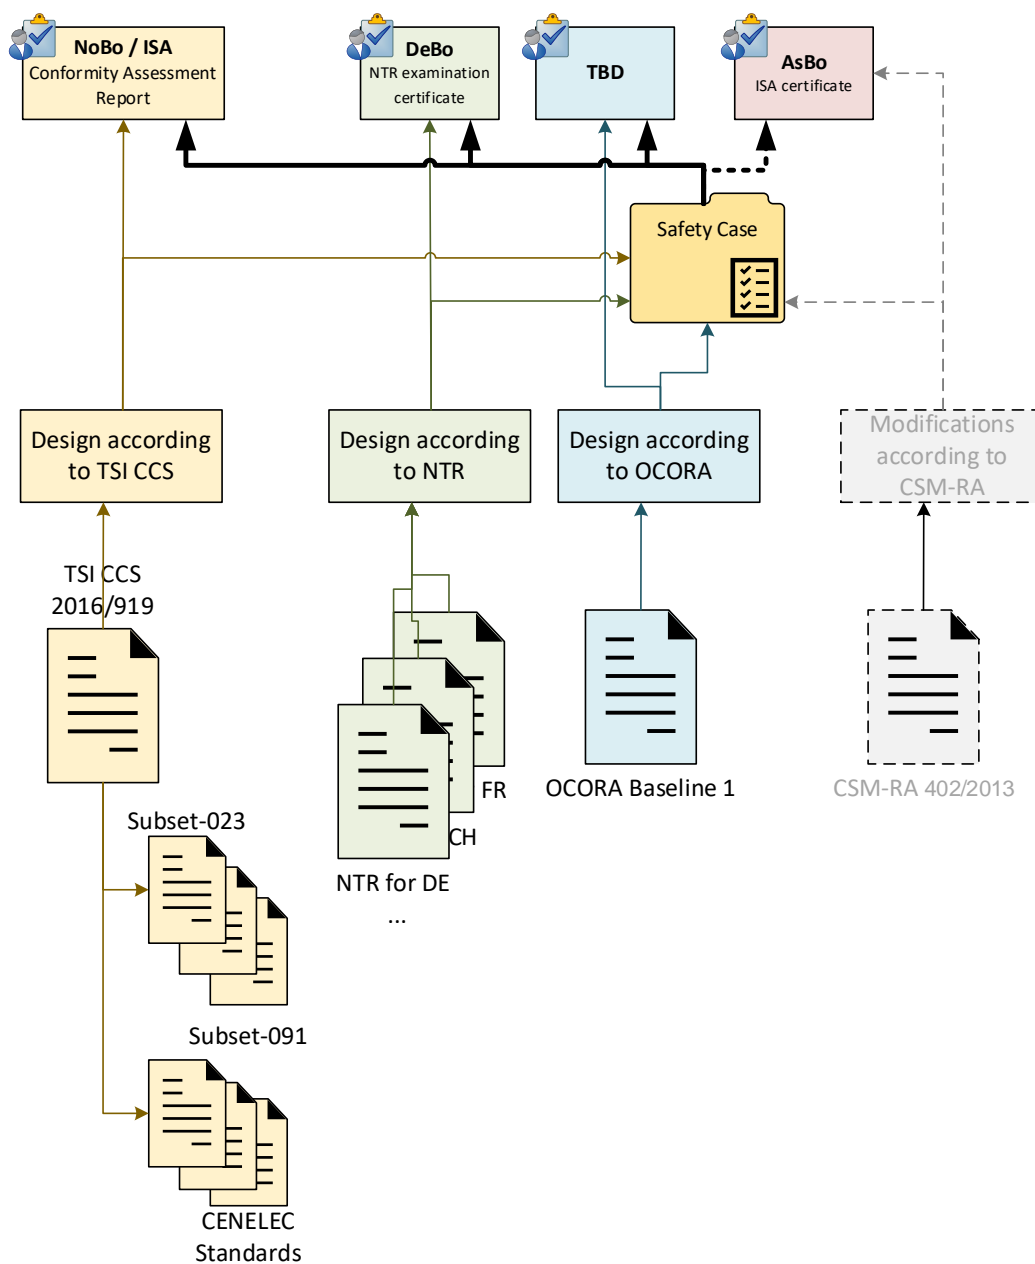 NoBo / ISA
Conformity Assessment
Report
DeBo
NTR examination
certificate
TBD
AsBo
ISA certificate
Safety Case
Design according
to TSI CCS
Design according
to NTR
Design according
to OCORA
Modifications
according to
CSM-RA
TSI CCS
2016/919
FR
CH
NTR for DE
...
OCORA Baseline 1
CSM-RA 402/2013
Subset-023
Subset-091
CENELEC
Standards